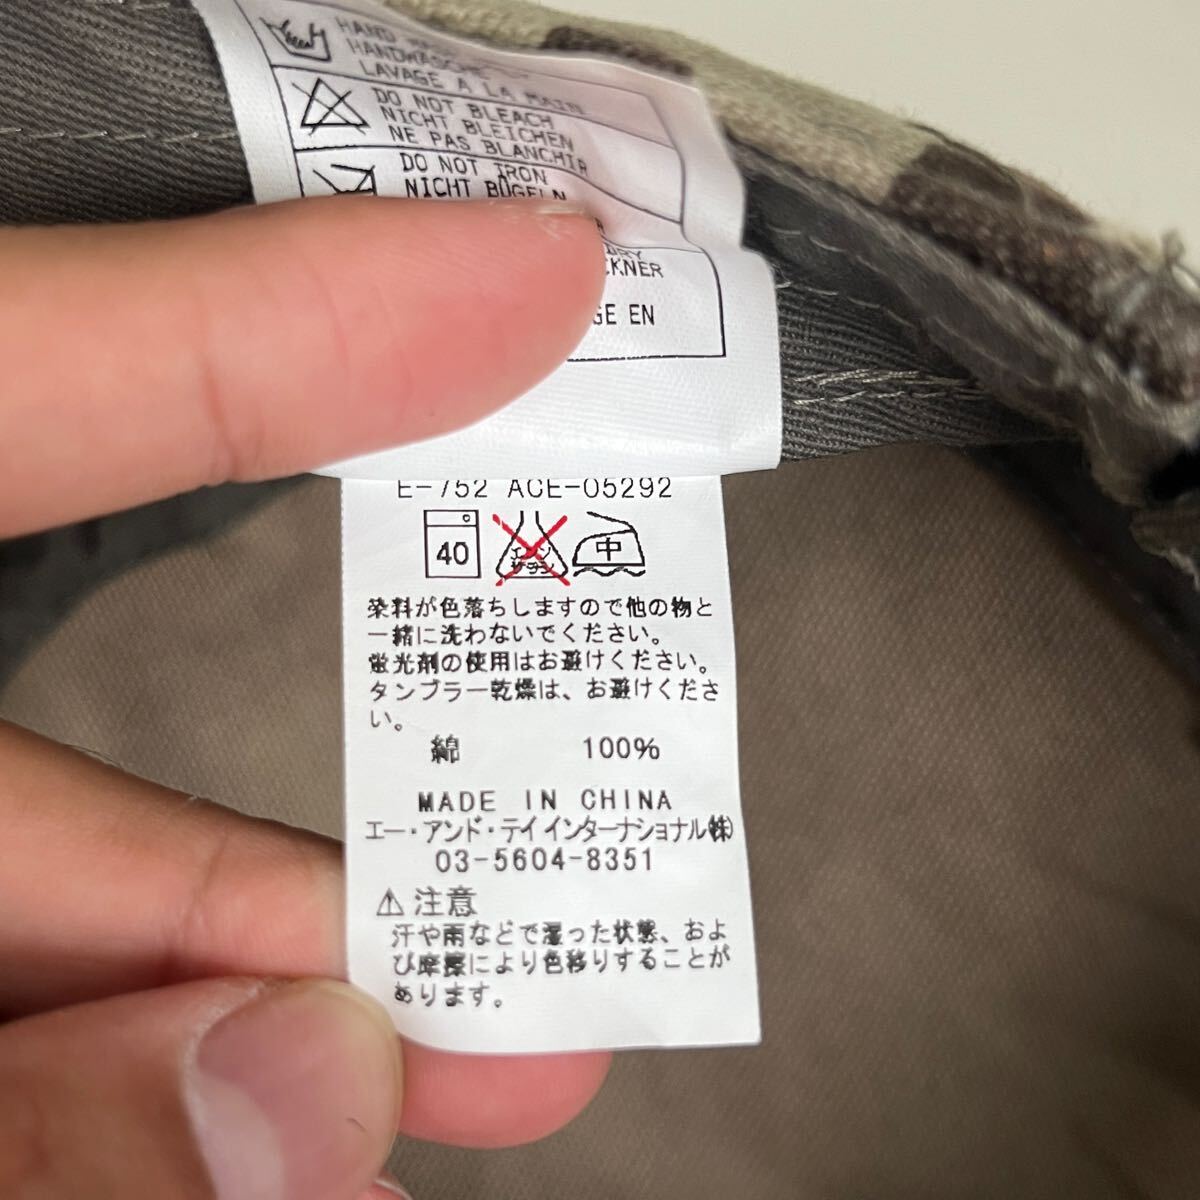 HAND
LAVAGE A LA MAIN
DO NOT BLEACH
NICHT BLEICHEN
NE PAS BLANCHIR
DO NOT IRON
NICHT BÜGELN
GE EN
E-752 ACE-05292
40
エンソ
サラシ
中
染料が色落ちしますので他の物と
一緒に洗わないでください。
蛍光剤の使用はお避けください。
タンブラー乾燥は、お避けくださ
い。
綿 100%
MADE IN CHINA
エー・アンド・テイインターナショナル㈱
03-5604-8351
⚠注意
汗や雨などで湿った状態、およ
び摩擦により色移りすることが
あります。